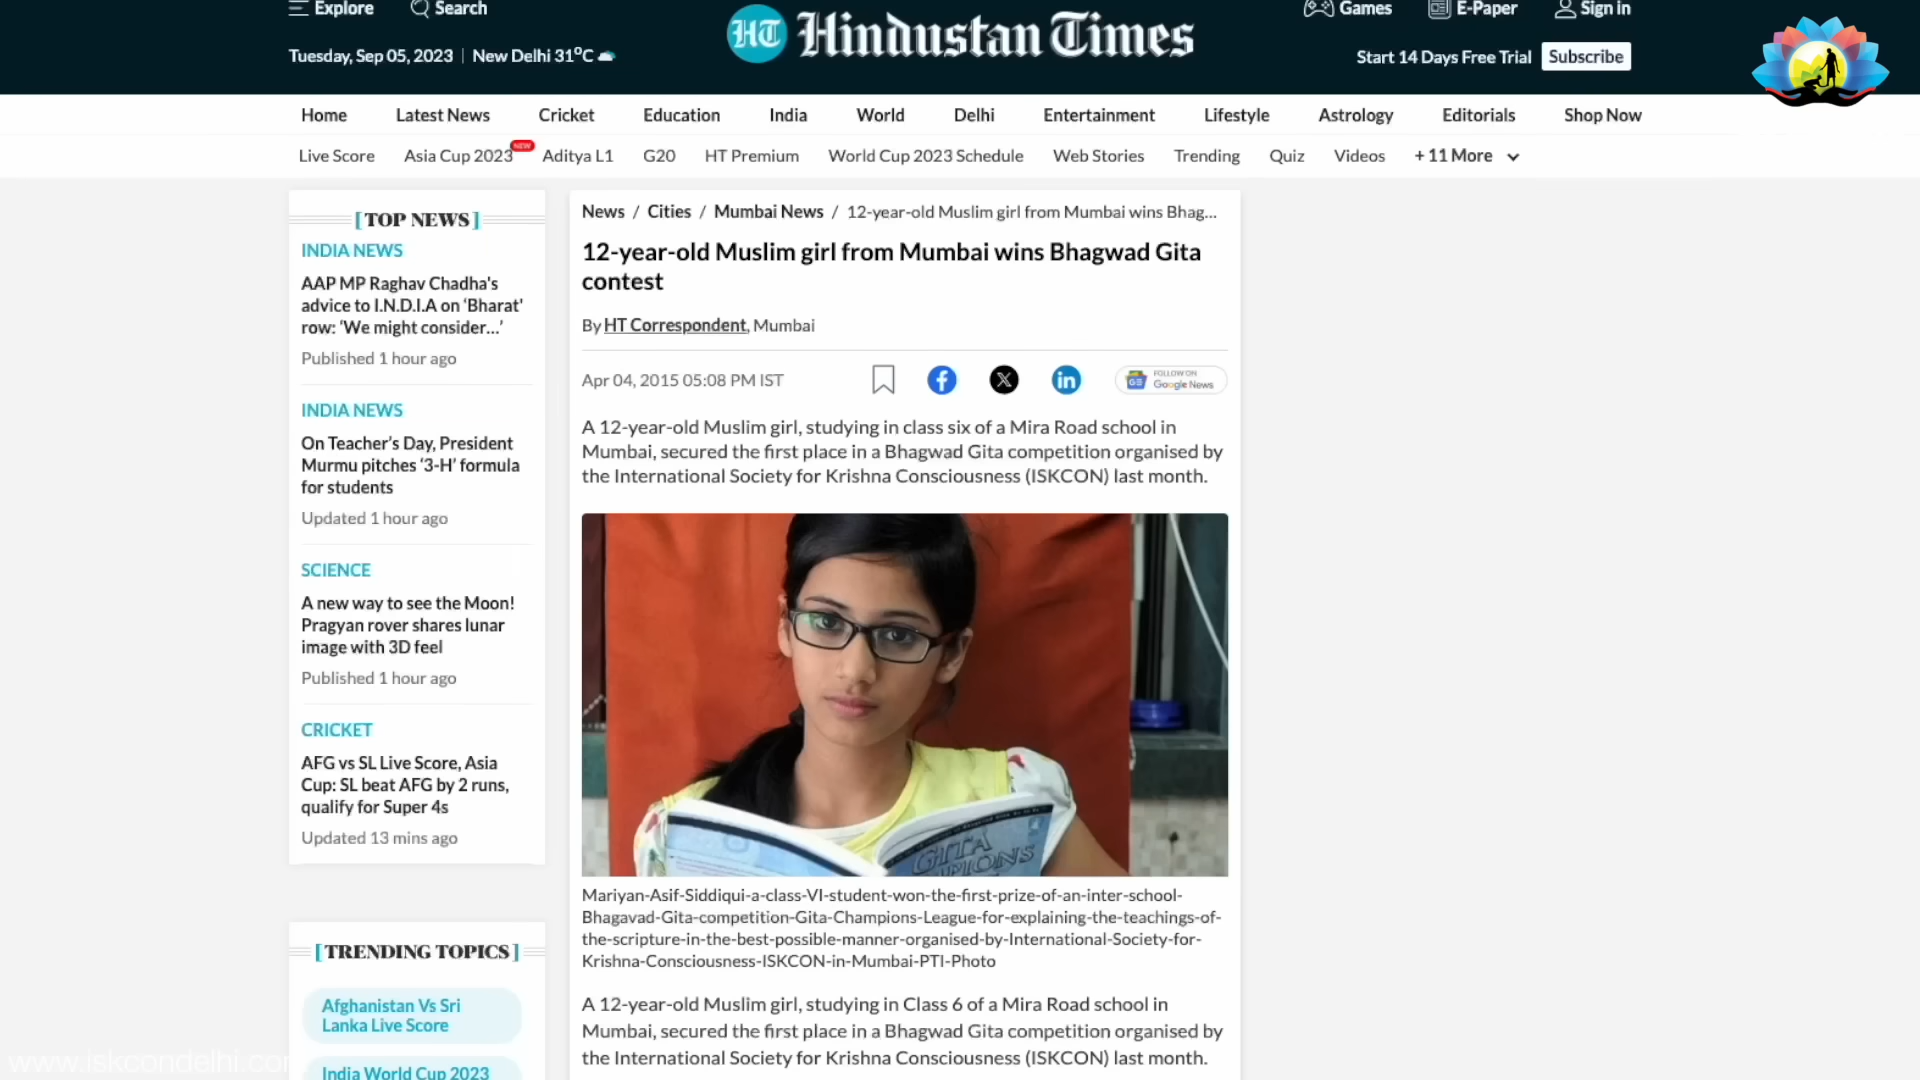 Explore
Search
Tuesday, Sep 05, 2023 | New Delhi 31°C
HT Hindustan Times
Games
E-Paper
Sign in
Start 14 Days Free Trial
Subscribe
Home
Latest News
Cricket
Education
India
World
Delhi
Entertainment
Lifestyle
Astrology
Editorials
Shop Now
Live Score
Asia Cup 2023
NEW
Aditya L1
G20
HT Premium
World Cup 2023 Schedule
Web Stories
Trending
Quiz
Videos
+ 11 More
[TOP NEWS]
INDIA NEWS
AAP MP Raghav Chadha's
advice to I.N.D.I.A on ‘Bharat'
row: ‘We might consider...’
Published 1 hour ago
INDIA NEWS
On Teacher’s Day, President
Murmu pitches ‘3-H’ formula
for students
Updated 1 hour ago
SCIENCE
A new way to see the Moon!
Pragyan rover shares lunar
image with 3D feel
Published 1 hour ago
CRICKET
AFG vs SL Live Score, Asia
Cup: SL beat AFG by 2 runs,
qualify for Super 4s
Updated 13 mins ago
[TRENDING TOPICS]
Afghanistan Vs Sri
Lanka Live Score
India World Cup 2023
News / Cities / Mumbai News / 12-year-old Muslim girl from Mumbai wins Bhag...
12-year-old Muslim girl from Mumbai wins Bhagwad Gita
contest
By HT Correspondent, Mumbai
Apr 04, 2015 05:08 PM IST
FOLLOW ON
Google News
A 12-year-old Muslim girl, studying in class six of a Mira Road school in
Mumbai, secured the first place in a Bhagwad Gita competition organised by
the International Society for Krishna Consciousness (ISKCON) last month.
GITA
Mariyan-Asif-Siddiqui-a-class-VI-student-won-the-first-prize-of-an-inter-school-
Bhagavad-Gita-competition-Gita-Champions-League-for-explaining-the-teachings-of-
the-scripture-in-the-best-possible-manner-organised-by-International-Society-for-
Krishna-Consciousness-ISKCON-in-Mumbai-PTI-Photo
A 12-year-old Muslim girl, studying in Class 6 of a Mira Road school in
Mumbai, secured the first place in a Bhagwad Gita competition organised by
the International Society for Krishna Consciousness (ISKCON) last month.
www.iskcondelhi.co